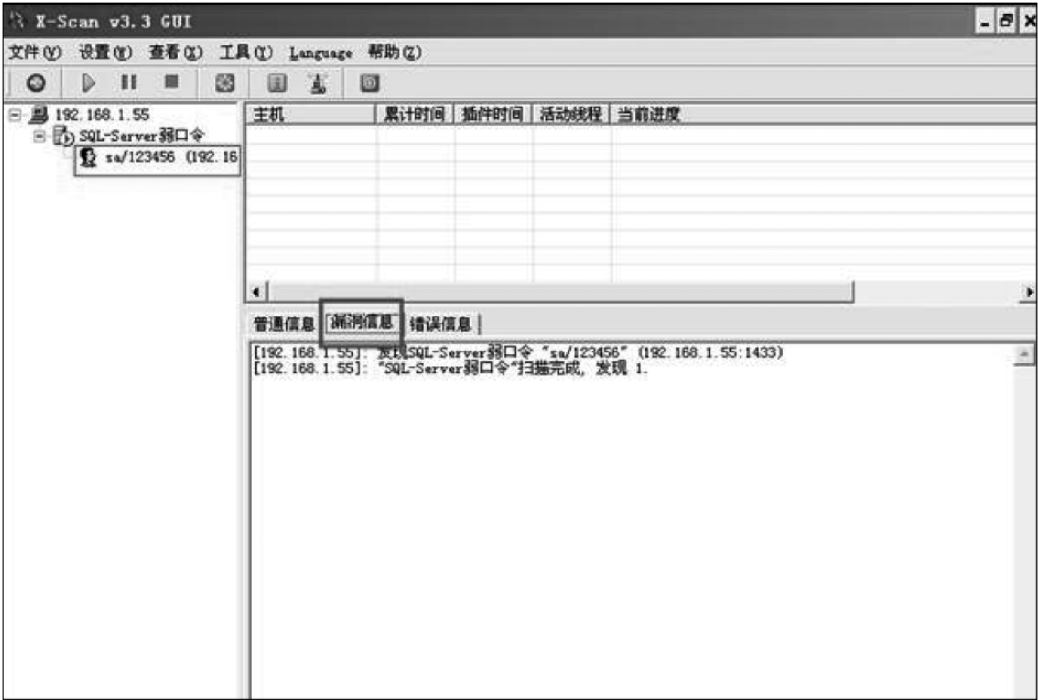 X-Scan v3.3 GUI
文件(V) 设置(W) 查看(X) 工具(Y) Language 帮助(Z)
192.168.1.55
SQL-Server弱口令
sa/123456 (192.16
主机 累计时间 插件时间 活动线程 当前进度
普通信息 漏洞信息 错误信息
[192.168.1.55]: 发现SQL-Server弱口令 "sa/123456" (192.168.1.55:1433)
[192.168.1.55]: "SQL-Server弱口令"扫描完成, 发现 1.